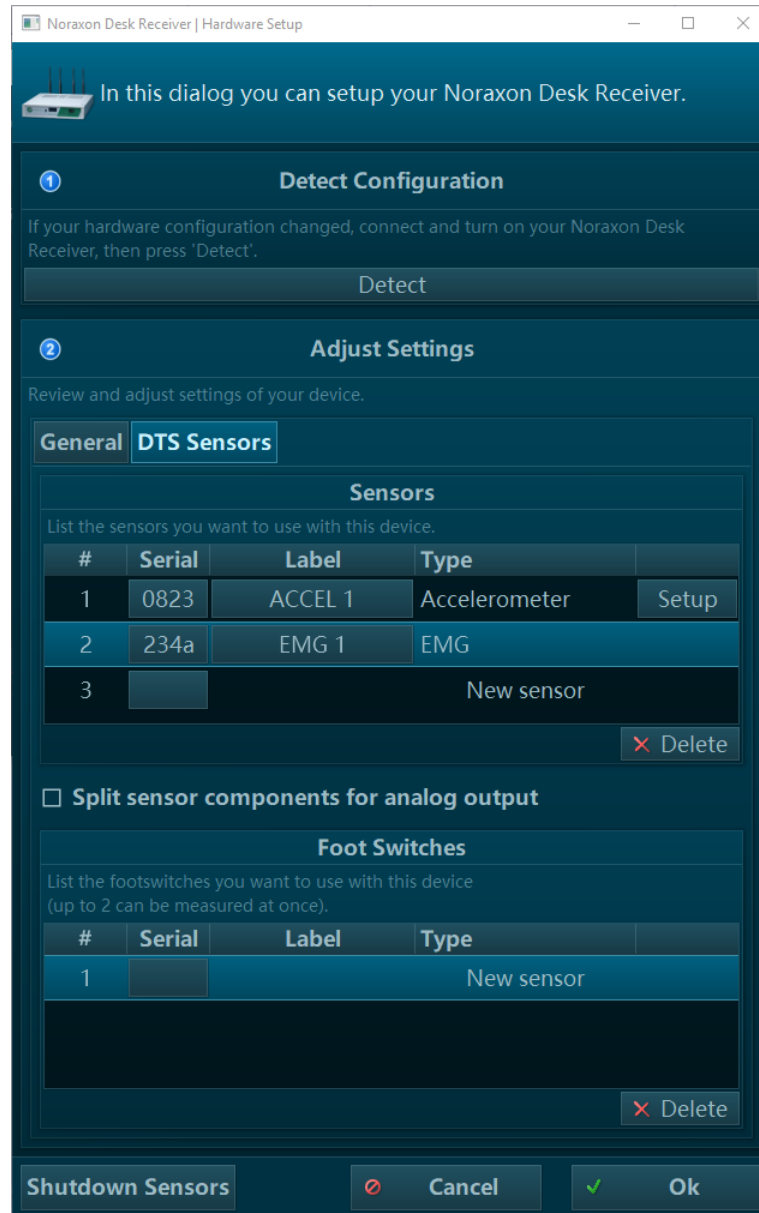 Noraxon Desk Receiver | Hardware Setup
In this dialog you can setup your Noraxon Desk Receiver.
1 Detect Configuration
If your hardware configuration changed, connect and turn on your Noraxon Desk
Receiver, then press 'Detect'.
Detect
2 Adjust Settings
Review and adjust settings of your device.
General DTS Sensors
Sensors
List the sensors you want to use with this device.
# Serial Label Type
1 0823 ACCEL 1 Accelerometer Setup
2 234a EMG 1 EMG
3 New sensor
Delete
Split sensor components for analog output
Foot Switches
List the footswitches you want to use with this device
(up to 2 can be measured at once).
# Serial Label Type
1 New sensor
Delete
Shutdown Sensors Cancel Ok